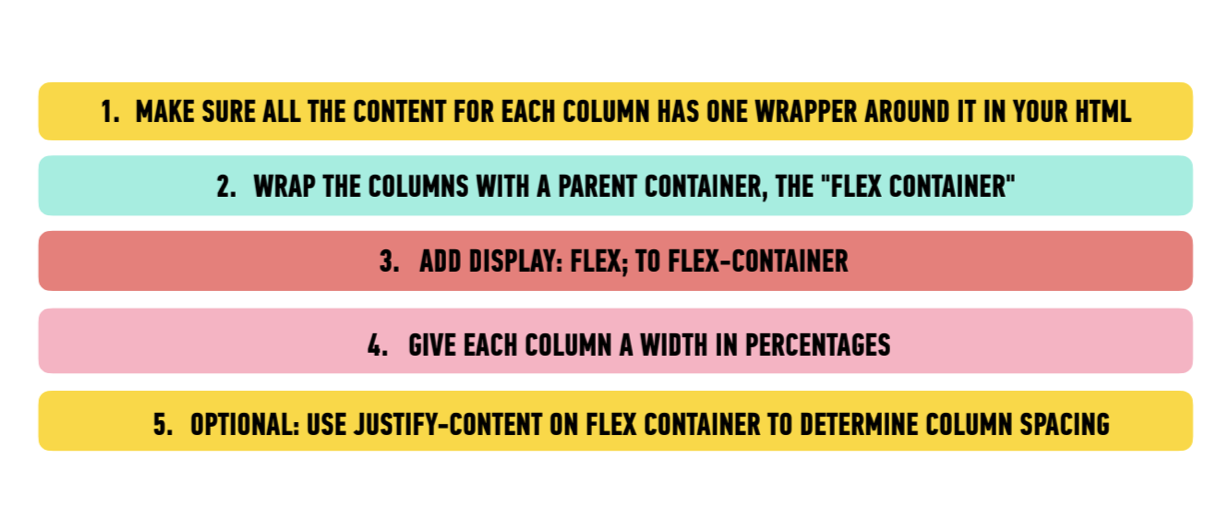 1. MAKE SURE ALL THE CONTENT FOR EACH COLUMN HAS ONE WRAPPER AROUND IT IN YOUR HTML
2. WRAP THE COLUMNS WITH A PARENT CONTAINER, THE "FLEX CONTAINER"
3. ADD DISPLAY: FLEX; TO FLEX-CONTAINER
4. GIVE EACH COLUMN A WIDTH IN PERCENTAGES
5. OPTIONAL: USE JUSTIFY-CONTENT ON FLEX CONTAINER TO DETERMINE COLUMN SPACING